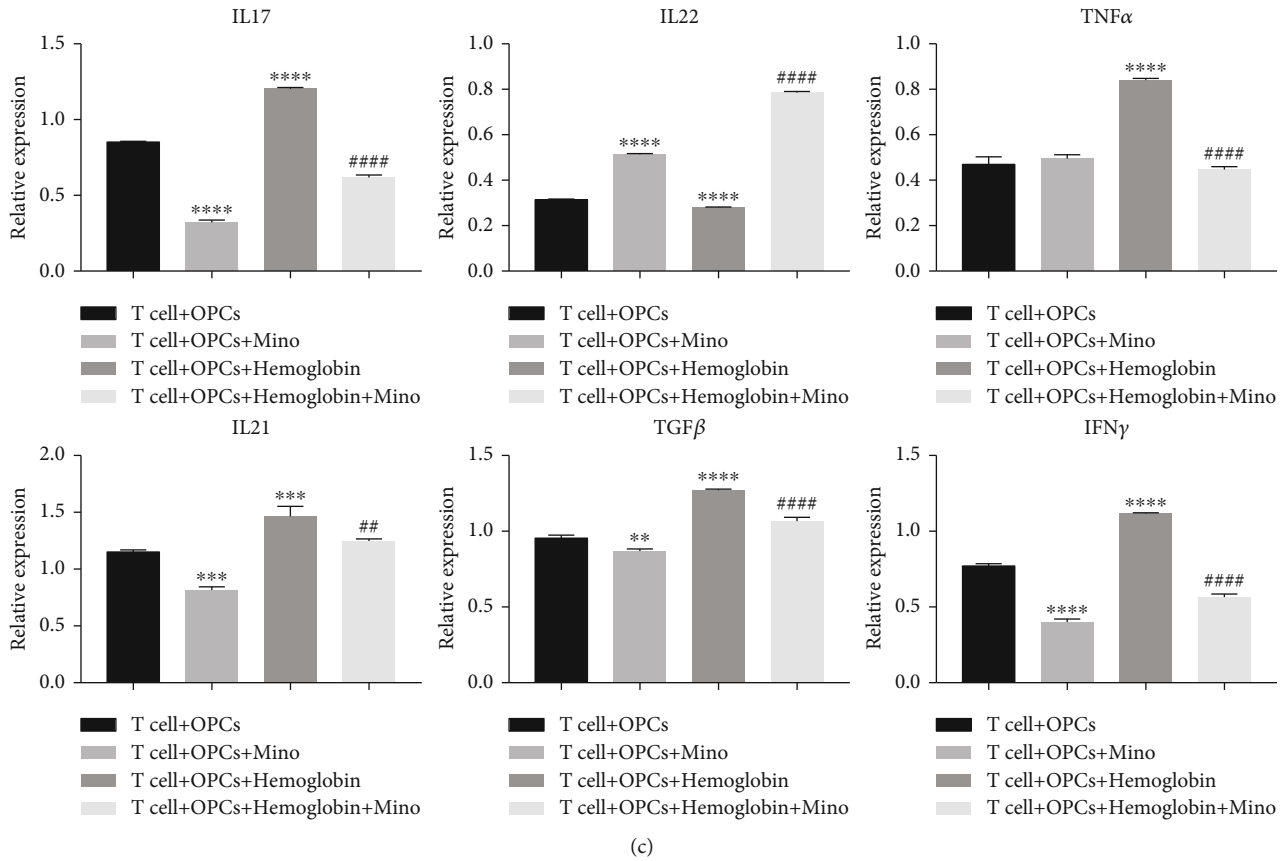 IL17
Relative expression
1.5
1.0
0.5
0.0
****
****
####
T cell+OPCs
T cell+OPCs+Mino
T cell+OPCs+Hemoglobin
T cell+OPCs+Hemoglobin+Mino
IL22
Relative expression
1.0
0.8
0.6
0.4
0.2
0.0
****
****
####
T cell+OPCs
T cell+OPCs+Mino
T cell+OPCs+Hemoglobin
T cell+OPCs+Hemoglobin+Mino
TNFα
Relative expression
1.0
0.8
0.6
0.4
0.2
0.0
****
####
T cell+OPCs
T cell+OPCs+Mino
T cell+OPCs+Hemoglobin
T cell+OPCs+Hemoglobin+Mino
IL21
Relative expression
2.0
1.5
1.0
0.5
0.0
***
***
##
T cell+OPCs
T cell+OPCs+Mino
T cell+OPCs+Hemoglobin
T cell+OPCs+Hemoglobin+Mino
TGFβ
Relative expression
1.5
1.0
0.5
0.0
**
****
####
T cell+OPCs
T cell+OPCs+Mino
T cell+OPCs+Hemoglobin
T cell+OPCs+Hemoglobin+Mino
IFNγ
Relative expression
1.5
1.0
0.5
0.0
****
****
####
T cell+OPCs
T cell+OPCs+Mino
T cell+OPCs+Hemoglobin
T cell+OPCs+Hemoglobin+Mino
(c)